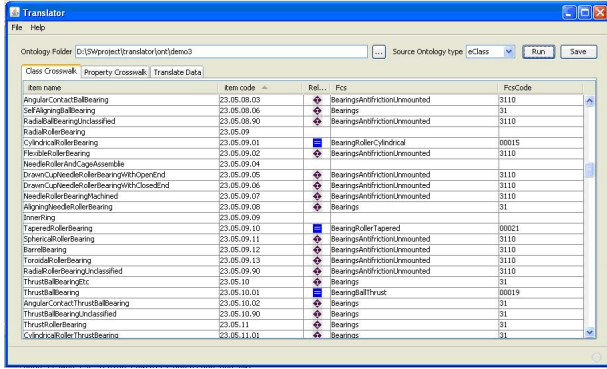 Translator
File Help
Ontology Folder D:\SWproject\translator\ont\demo3 ... Source Ontology type eClass Run Save
Class Crosswalk Property Crosswalk Translate Data
item name item code Rel... Fcs FcsCode
AngularContactBallBearing 23.05.08.03 BearingsAntifrictionUnmounted 3110
SelfAligningBallBearing 23.05.08.06 Bearings 31
RadialBallBearingUnclassified 23.05.08.90 BearingsAntifrictionUnmounted 3110
RadialRollerBearing 23.05.09
CylindricalRollerBearing 23.05.09.01 = BearingRollerCylindrical 00015
FlexibleRollerBearing 23.05.09.02 BearingsAntifrictionUnmounted 3110
NeedleRollerAndCageAssemblie 23.05.09.04
DrawnCupNeedleRollerBearingWithOpenEnd 23.05.09.05 BearingsAntifrictionUnmounted 3110
DrawnCupNeedleRollerBearingWithClosedEnd 23.05.09.06 BearingsAntifrictionUnmounted 3110
NeedleRollerBearingMachined 23.05.09.07 BearingsAntifrictionUnmounted 3110
AligningNeedleRollerBearing 23.05.09.08 Bearings 31
InnerRing 23.05.09.09
TaperedRollerBearing 23.05.09.10 = BearingRollerTapered 00021
SphericalRollerBearing 23.05.09.11 BearingsAntifrictionUnmounted 3110
BarrelBearing 23.05.09.12 BearingsAntifrictionUnmounted 3110
ToroidalRollerBearing 23.05.09.13 BearingsAntifrictionUnmounted 3110
RadialRollerBearingUnclassified 23.05.09.90 BearingsAntifrictionUnmounted 3110
ThrustBallBearingEtc 23.05.10 Bearings 31
ThrustBallBearing 23.05.10.01 = BearingBallThrust 00019
AngularContactThrustBallBearing 23.05.10.02 Bearings 31
ThrustBallBearingUnclassified 23.05.10.90 Bearings 31
ThrustRollerBearing 23.05.11 Bearings 31
CylindricalRollerThrustBearing 23.05.11.01 Bearings 31